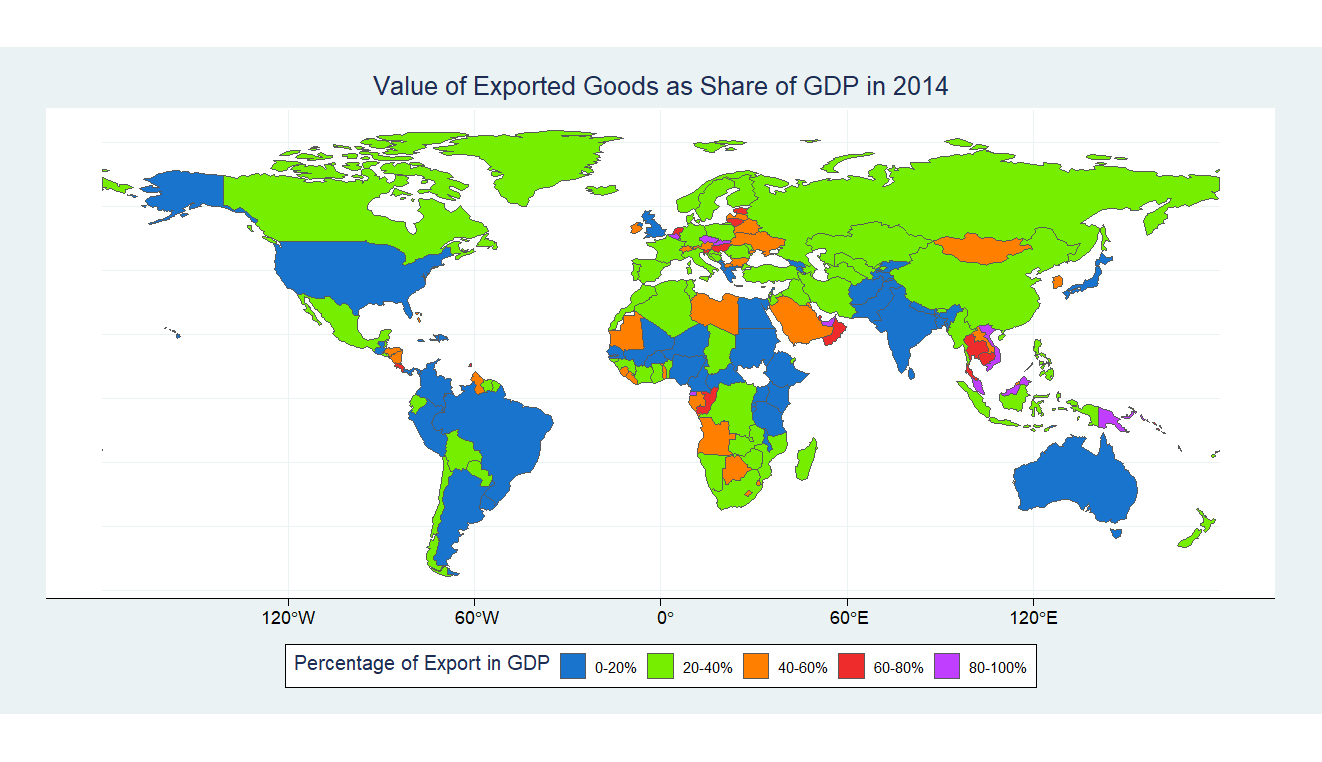 Value of Exported Goods as Share of GDP in 2014
120°W 60°W 0° 60°E 120°E
Percentage of Export in GDP 0-20% 20-40% 40-60% 60-80% 80-100%